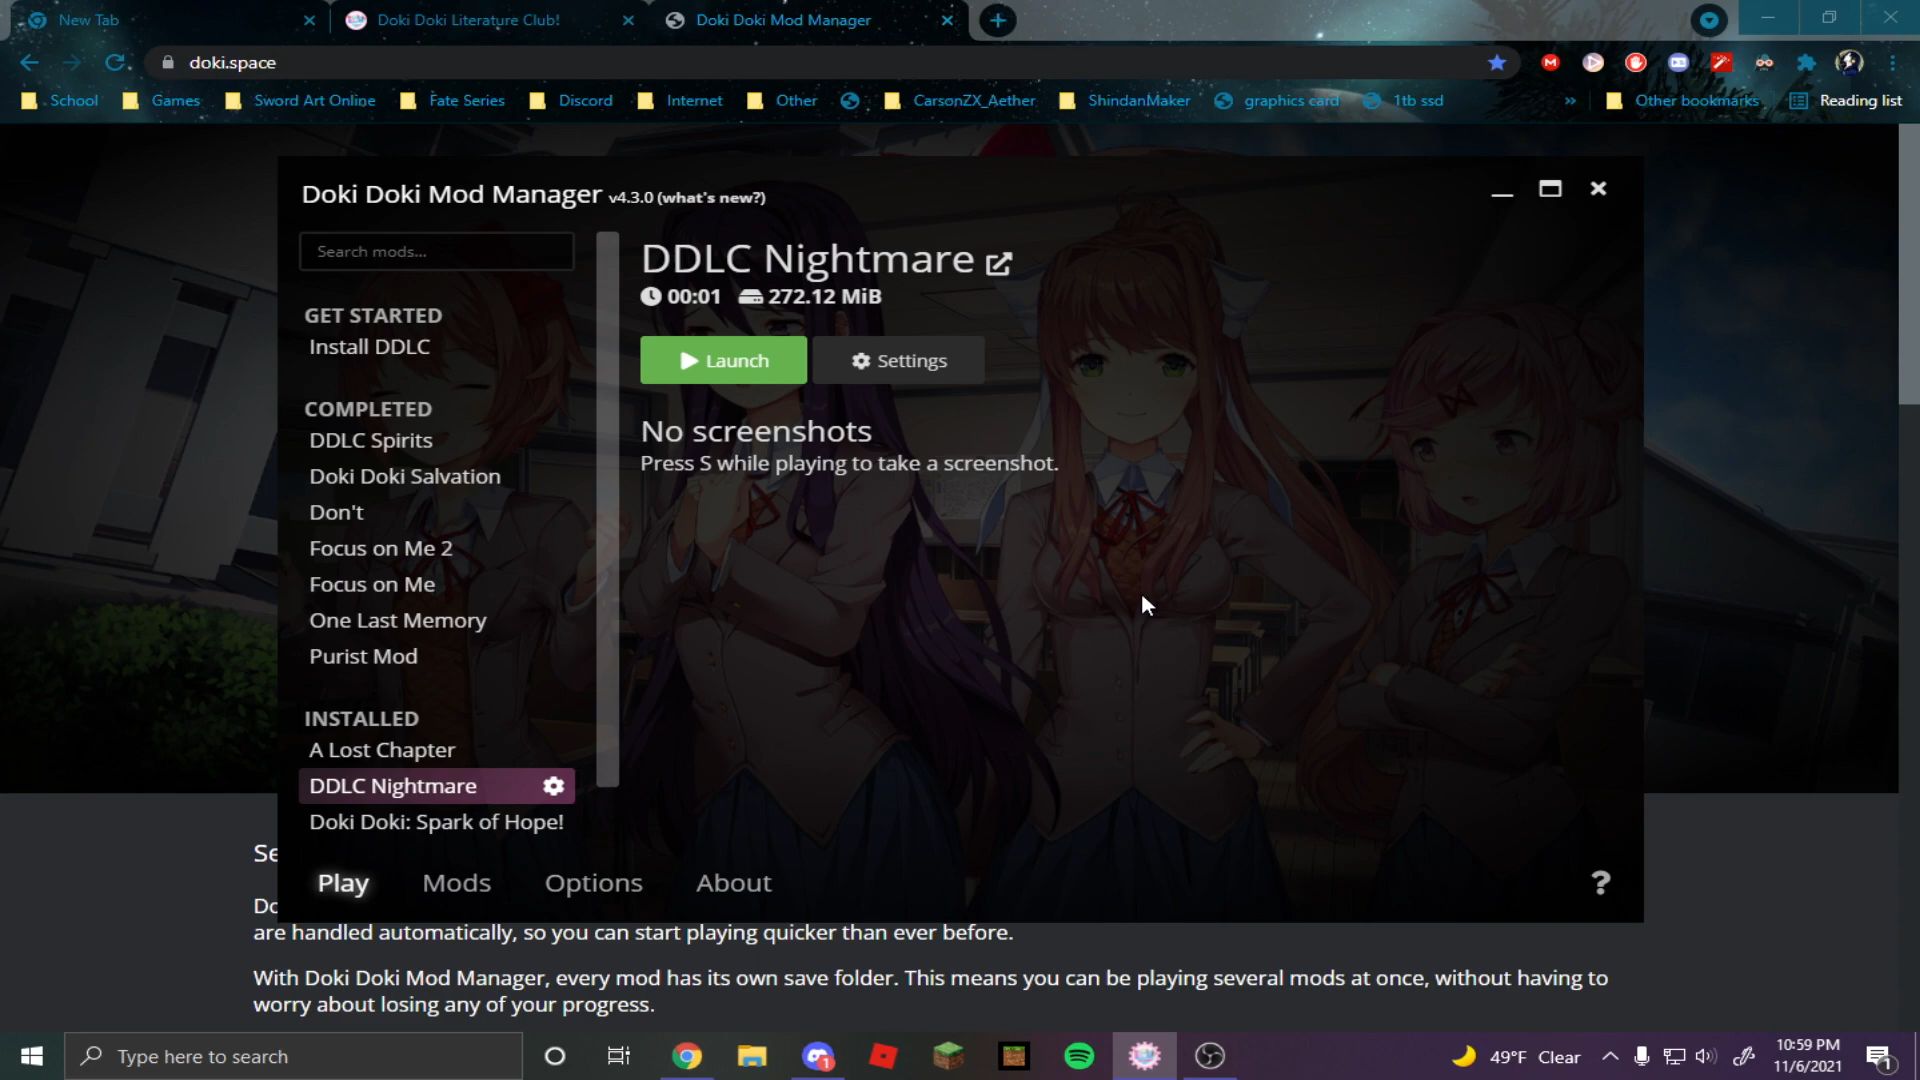 New Tab
Doki Doki Literature Club!
Doki Doki Mod Manager
doki.space
School
Games
Sword Art Online
Fate Series
Discord
Internet
Other
CarsonZX_Aether
ShindanMaker
graphics card
1tb ssd
Other bookmarks
Reading list
Doki Doki Mod Manager v4.3.0 (what's new?)
Search mods...
GET STARTED
Install DDLC
COMPLETED
DDLC Spirits
Doki Doki Salvation
Don't
Focus on Me 2
Focus on Me
One Last Memory
Purist Mod
INSTALLED
A Lost Chapter
DDLC Nightmare
Doki Doki: Spark of Hope!
DDLC Nightmare
00:01 272.12 MiB
Launch
Settings
No screenshots
Press S while playing to take a screenshot.
Play
Mods
Options
About
?
Se
Do
are handled automatically, so you can start playing quicker than ever before.
With Doki Doki Mod Manager, every mod has its own save folder. This means you can be playing several mods at once, without having to
worry about losing any of your progress.
Type here to search
1
49°F Clear
10:59 PM
11/6/2021
1